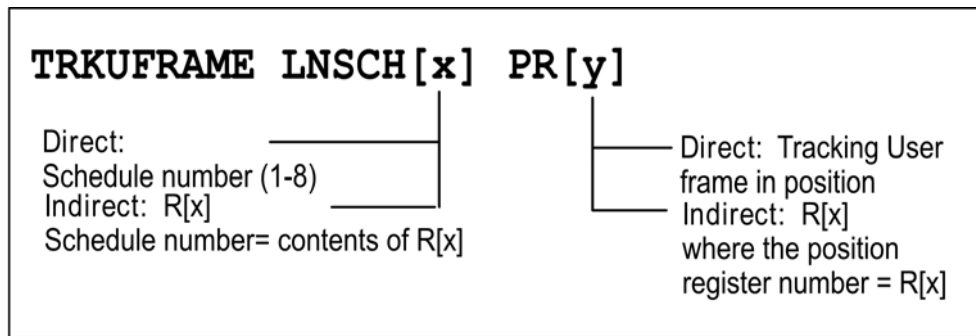 TRKUFRAME LNSCH[x] PR[y]
Direct:
Schedule number (1-8)
Indirect: R[x]
Schedule number= contents of R[x]
Direct: Tracking User
frame in position
Indirect: R[x]
where the position
register number = R[x]